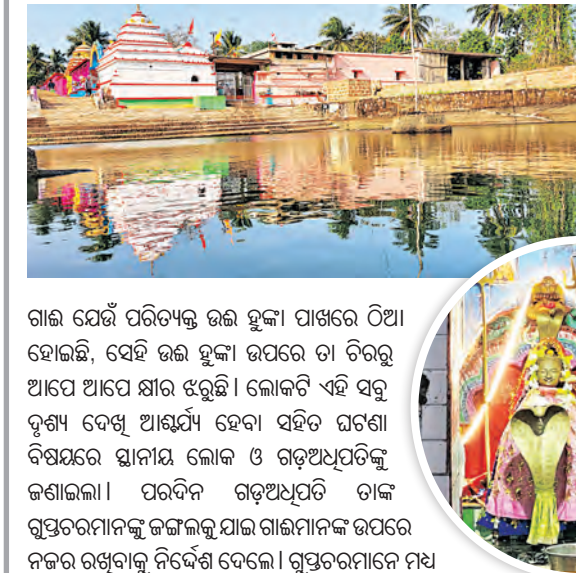 ଗାଈ ଯେଉଁ ପରିତ୍ୟକ୍ତ ଉଈ ହୁଙ୍କା ପାଖରେ ଠିଆ
ହୋଇଛି, ସେହି ଉଈ ହୁଙ୍କା ଉପରେ ତା ଚିରରୁ
ଆପେ ଆପେ କ୍ଷୀର ଝରୁଛି। ଲୋକଟି ଏହି ସବୁ
ଦୃଶ୍ୟ ଦେଖି ଆଶ୍ଚର୍ଯ୍ୟ ହେବା ସହିତ ଘଟଣା
ବିଷୟରେ ସ୍ଥାନୀୟ ଲୋକ ଓ ଗଡ଼ଅଧିପତିଙ୍କୁ
ଜଣାଇଲା। ପରଦିନ ଗଡ଼ଅଧିପତି ତାଙ୍କ
ଗୁପ୍ତଚରମାନଙ୍କୁ ଜଙ୍ଗଲକୁ ଯାଇ ଗାଈମାନଙ୍କ ଉପରେ
ନଜର ରଖିବାକୁ ନିର୍ଦ୍ଦେଶ ଦେଲେ। ଗୁପ୍ତଚରମାନେ ମଧ୍ୟ